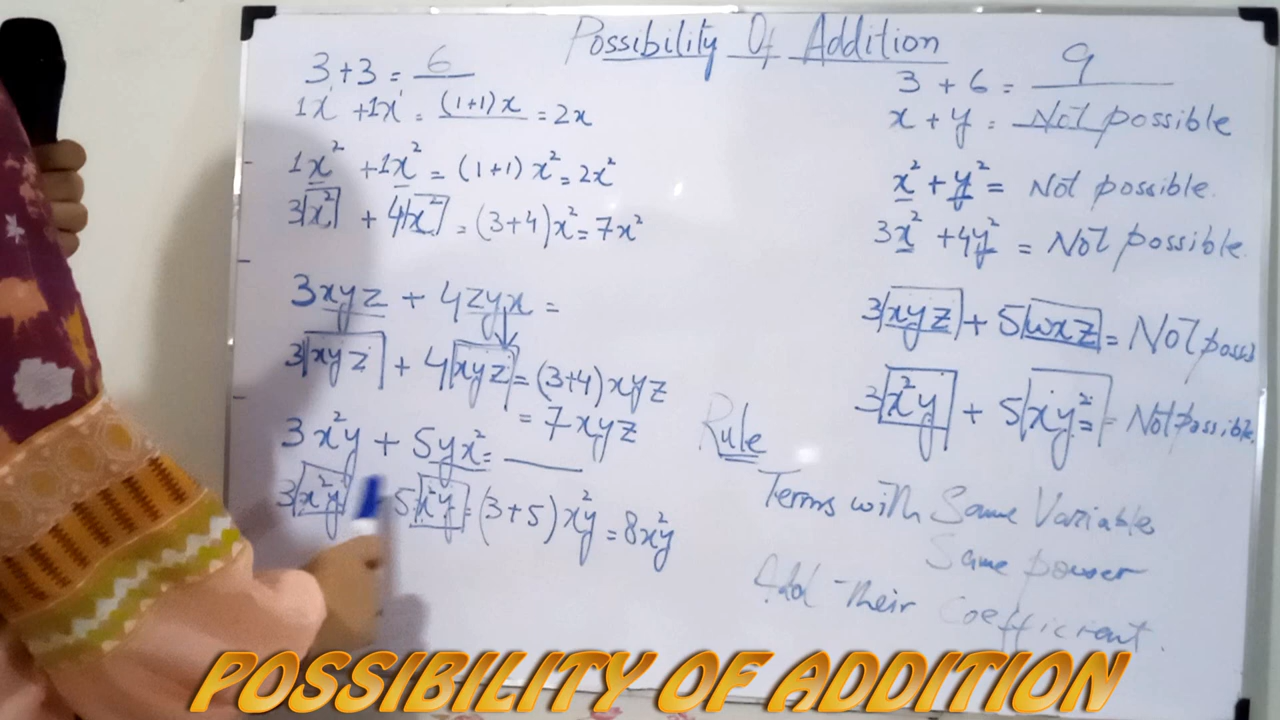 Possibility Of Addition
3+3 = 6
1x + 1x = (1+1)x = 2x
1x² + 1x² = (1+1) x² = 2x²
3x² + 4x² = (3+4)x² = 7x²
3xyz + 4zyx =
3xyz + 4xyz = (3+4)xyz
= 7xyz
3x²y + 5yx² =
3x²y 5x²y = (3+5)x²y = 8x²y
3 + 6 = 9
x + y = Not possible
x² + y² = Not possible.
3x² + 4y² = Not possible.
3xyz + 5wxz = Not possi
3x²y + 5xy² = Not possible.
Rule
Terms with Same Variable
Same power
Add Their Coefficient.
POSSIBILITY OF ADDITION